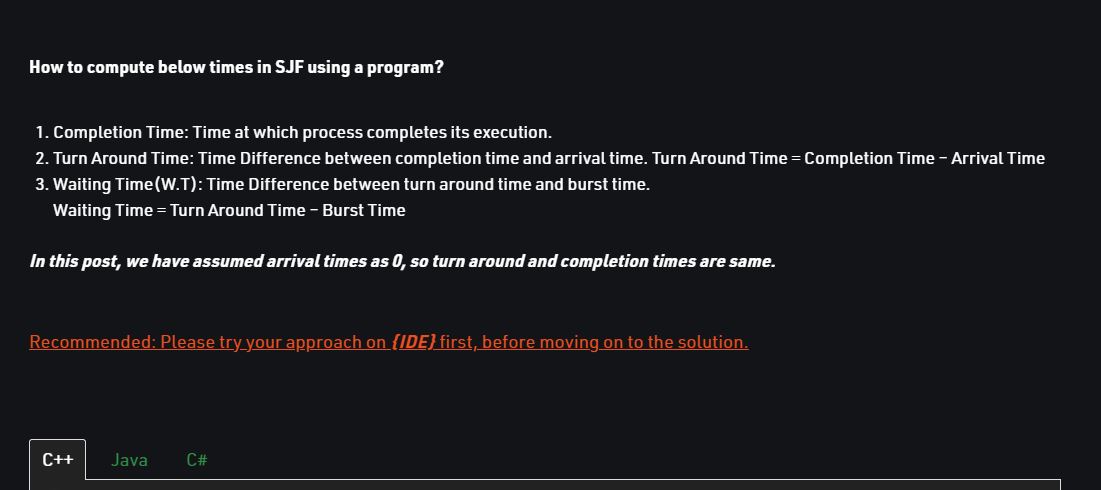 How to compute below times in SJF using a program?
1. Completion Time: Time at which process completes its execution.
2. Turn Around Time: Time Difference between completion time and arrival time. Turn Around Time = Completion Time – Arrival Time
3. Waiting Time(W.T): Time Difference between turn around time and burst time.
Waiting Time = Turn Around Time – Burst Time
In this post, we have assumed arrival times as 0, so turn around and completion times are same.
Recommended: Please try your approach on {IDE} first, before moving on to the solution.
C++ Java C#